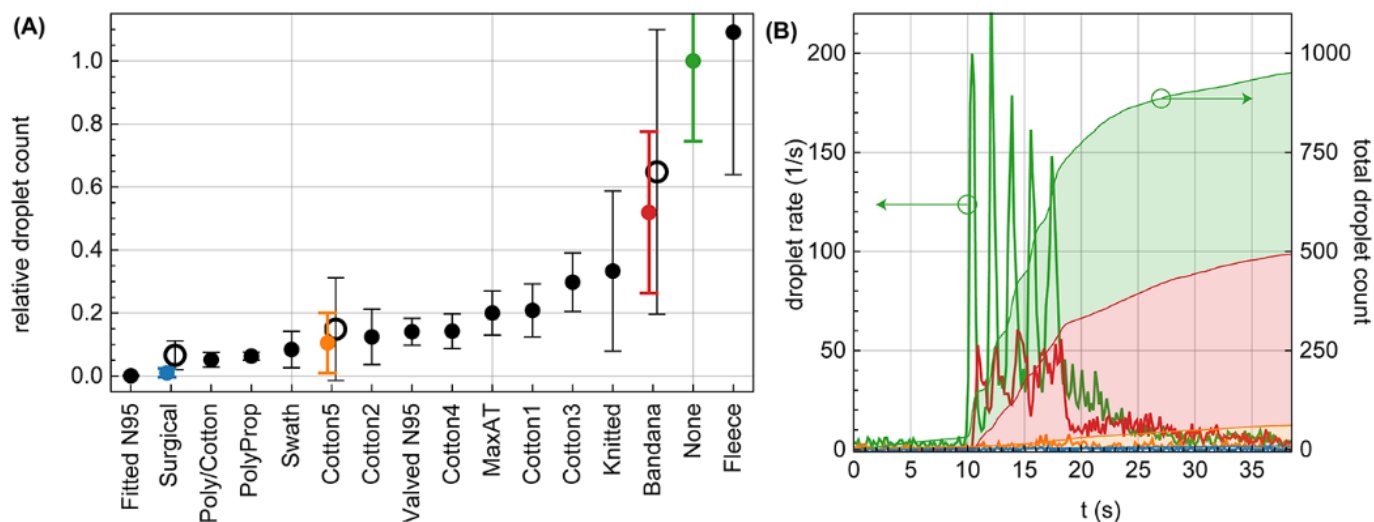 (A)
relative droplet count
1.0
0.8
0.6
0.4
0.2
0.0
Fitted N95
Surgical
Poly/Cotton
PolyProp
Swath
Cotton5
Cotton2
Valved N95
Cotton4
MaxAT
Cotton1
Cotton3
Knitted
Bandana
None
Fleece
(B)
droplet rate (1/s)
200
150
100
50
0
0 5 10 15 20 25 30 35
t (s)
1000
750
500
250
0
total droplet count